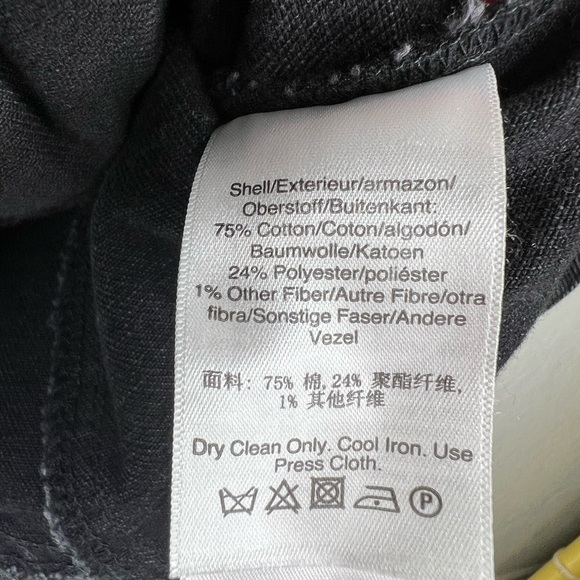 Shell/Exterieur/armazon/
Oberstoff/Buitenkant:
75% Cotton/Coton/algodón/
Baumwolle/Katoen
24% Polyester/poliéster
1% Other Fiber/Autre Fibre/otra
fibra/Sonstige Faser/Andere
Vezel
面料: 75% 棉,24% 聚酯纤维,
1% 其他纤维
Dry Clean Only. Cool Iron. Use
Press Cloth.
P